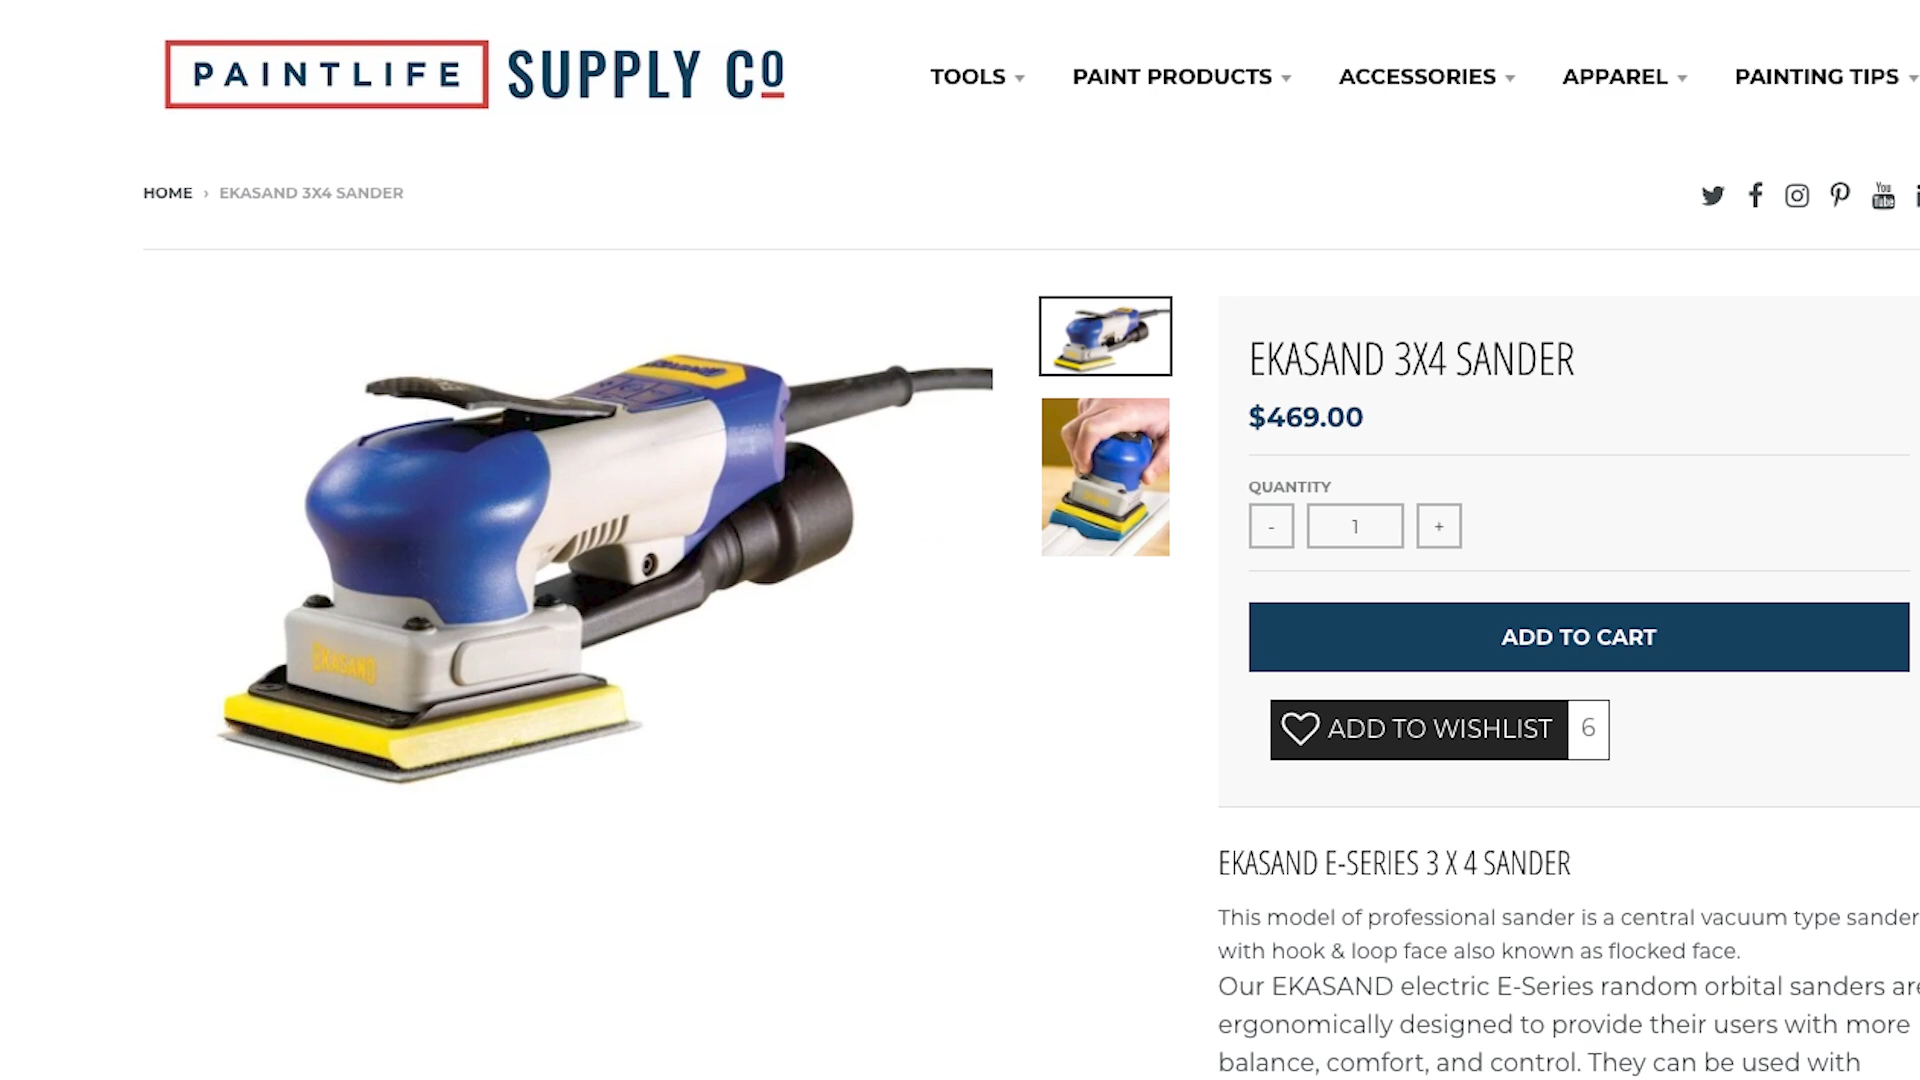 PAINTLIFE SUPPLY CO
TOOLS PAINT PRODUCTS ACCESSORIES APPAREL PAINTING TIPS
HOME › EKASAND 3X4 SANDER
You
Tube
EKASAND
EKASAND 3X4 SANDER
$469.00
QUANTITY
- 1 +
ADD TO CART
ADD TO WISHLIST 6
EKASAND E-SERIES 3 X 4 SANDER
This model of professional sander is a central vacuum type sander
with hook & loop face also known as flocked face.
Our EKASAND electric E-Series random orbital sanders are
ergonomically designed to provide their users with more
balance, comfort, and control. They can be used with